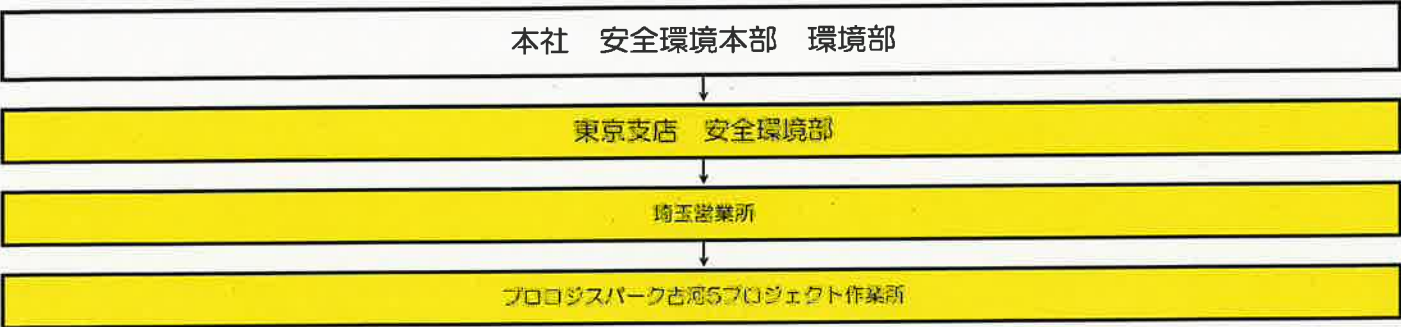 本社　安全環境本部　環境部
東京支店　安全環境部
埼玉営業所
プロロジスパーク古河5プロジェクト作業所